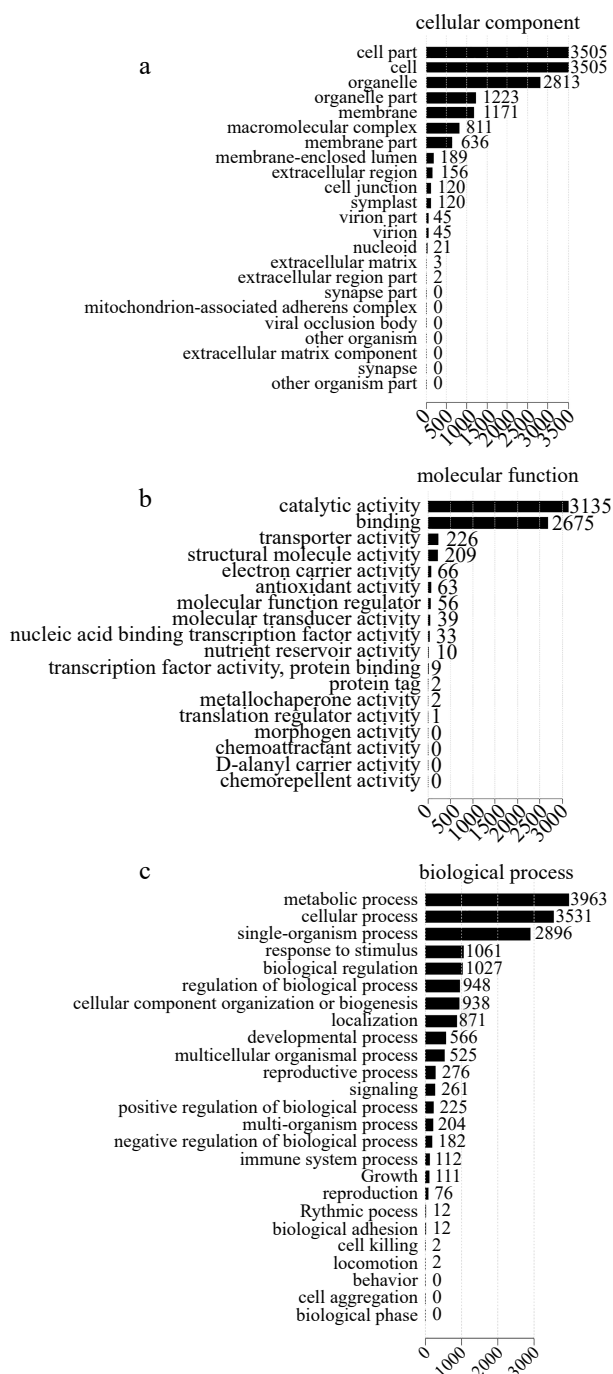 cellular component
a
cell part 3505
cell 3505
organelle 2813
organelle part 1223
membrane 1171
macromolecular complex 811
membrane part 636
membrane-enclosed lumen 189
extracellular region 156
cell junction 120
symplast 120
virion part 45
virion 45
nucleoid 21
extracellular matrix 3
extracellular region part 2
synapse part 0
mitochondrion-associated adherens complex 0
viral occlusion body 0
other organism 0
extracellular matrix component 0
synapse 0
other organism part 0
0 500 1000 1500 2000 2500 3000 3500
molecular function
b
catalytic activity 3135
binding 2675
transporter activity 226
structural molecule activity 209
electron carrier activity 66
antioxidant activity 63
molecular function regulator 56
molecular transducer activity 39
nucleic acid binding transcription factor activity 33
nutrient reservoir activity 10
transcription factor activity, protein binding 9
protein tag 2
metallochaperone activity 2
translation regulator activity 1
morphogen activity 0
chemoattractant activity 0
D-alanyl carrier activity 0
chemorepellent activity 0
0 500 1000 1500 2000 2500 3000
c
biological process
metabolic process 3963
cellular process 3531
single-organism process 2896
response to stimulus 1061
biological regulation 1027
regulation of biological process 948
cellular component organization or biogenesis 938
localization 871
developmental process 566
multicellular organismal process 525
reproductive process 276
signaling 261
positive regulation of biological process 225
multi-organism process 204
negative regulation of biological process 182
immune system process 112
Growth 111
reproduction 76
Rythmic pocess 12
biological adhesion 12
cell killing 2
locomotion 2
behavior 0
cell aggregation 0
biological phase 0
0 1000 2000 3000